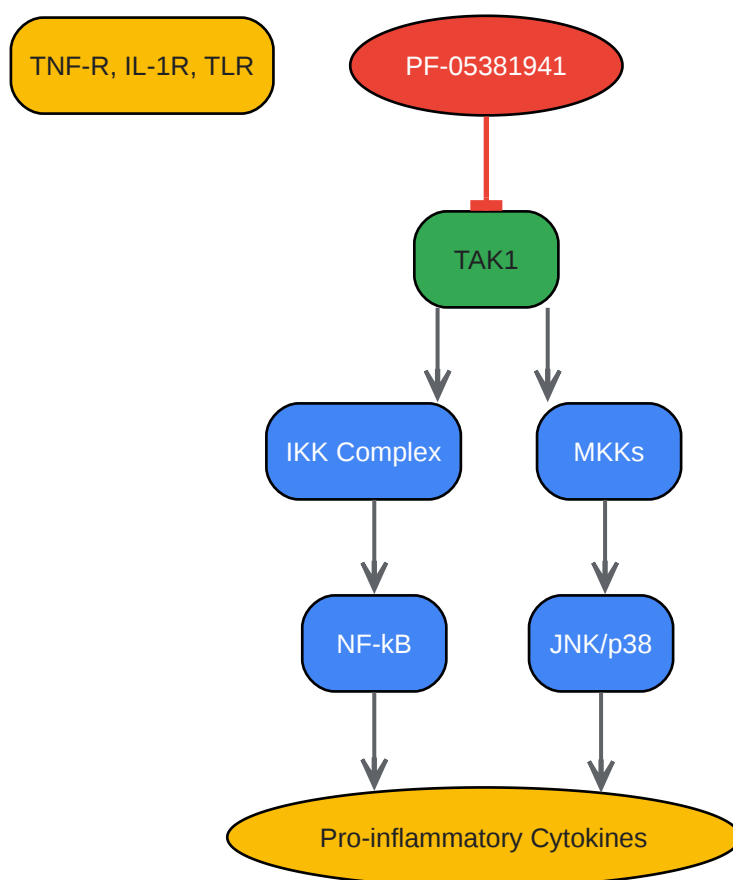 TNF-R, IL-1R, TLR
PF-05381941
TAK1
IKK Complex
MKKs
NF-kB
JNK/p38
Pro-inflammatory Cytokines